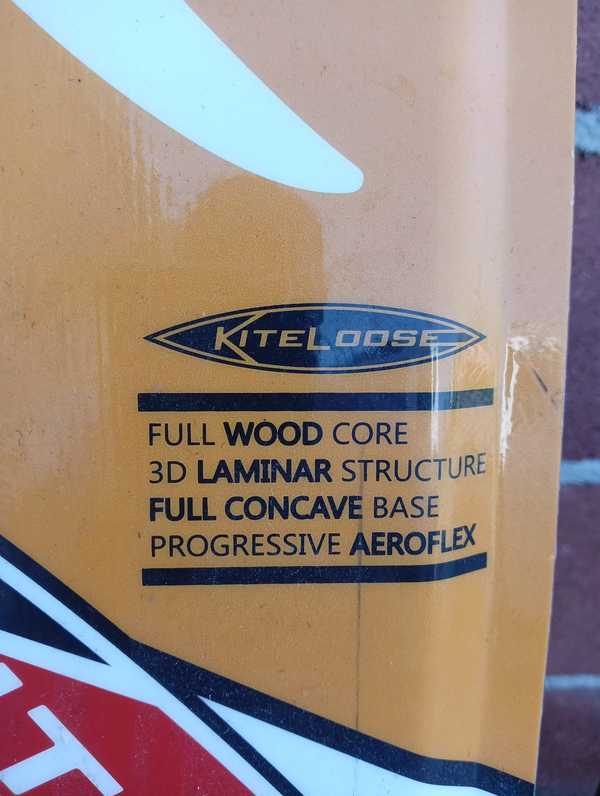 KITELOOSE
FULL WOOD CORE
3D LAMINAR STRUCTURE
FULL CONCAVE BASE
PROGRESSIVE AEROFLEX